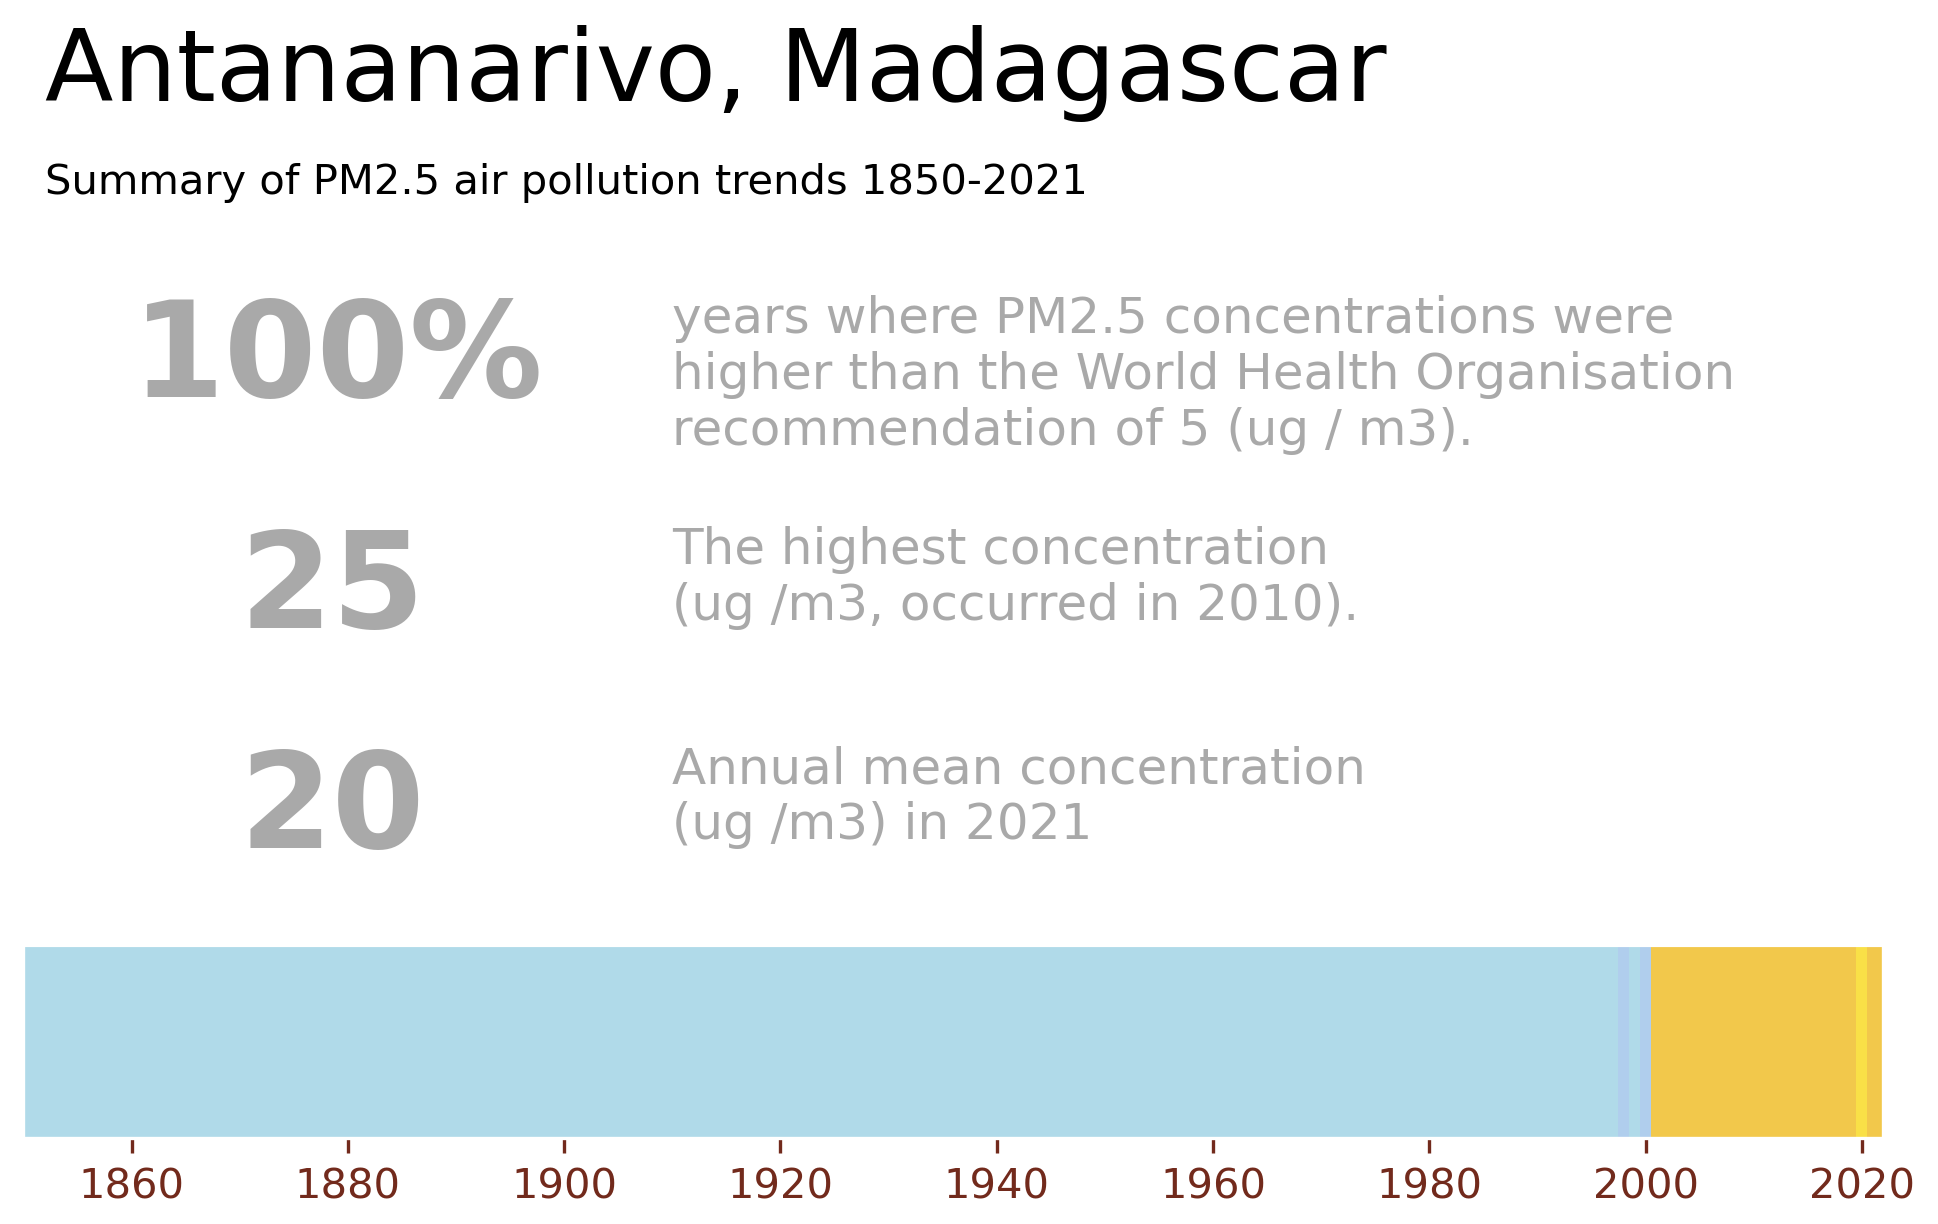 Antananarivo, Madagascar
Summary of PM2.5 air pollution trends 1850-2021
100%
years where PM2.5 concentrations were
higher than the World Health Organisation
recommendation of 5 (ug / m3).
25
The highest concentration
(ug /m3, occurred in 2010).
20
Annual mean concentration
(ug /m3) in 2021
1860 1880 1900 1920 1940 1960 1980 2000 2020